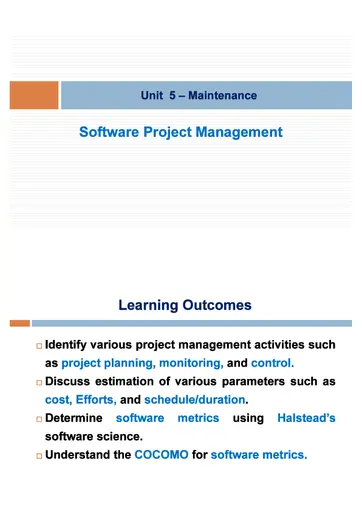 Unit 5 – Maintenance
Software Project Management
Learning Outcomes
Identify various project management activities such
as project planning, monitoring, and control.
Discuss estimation of various parameters such as
cost, Efforts, and schedule/duration.
Determine software metrics using Halstead's
software science.
Understand the COCOMO for software metrics.